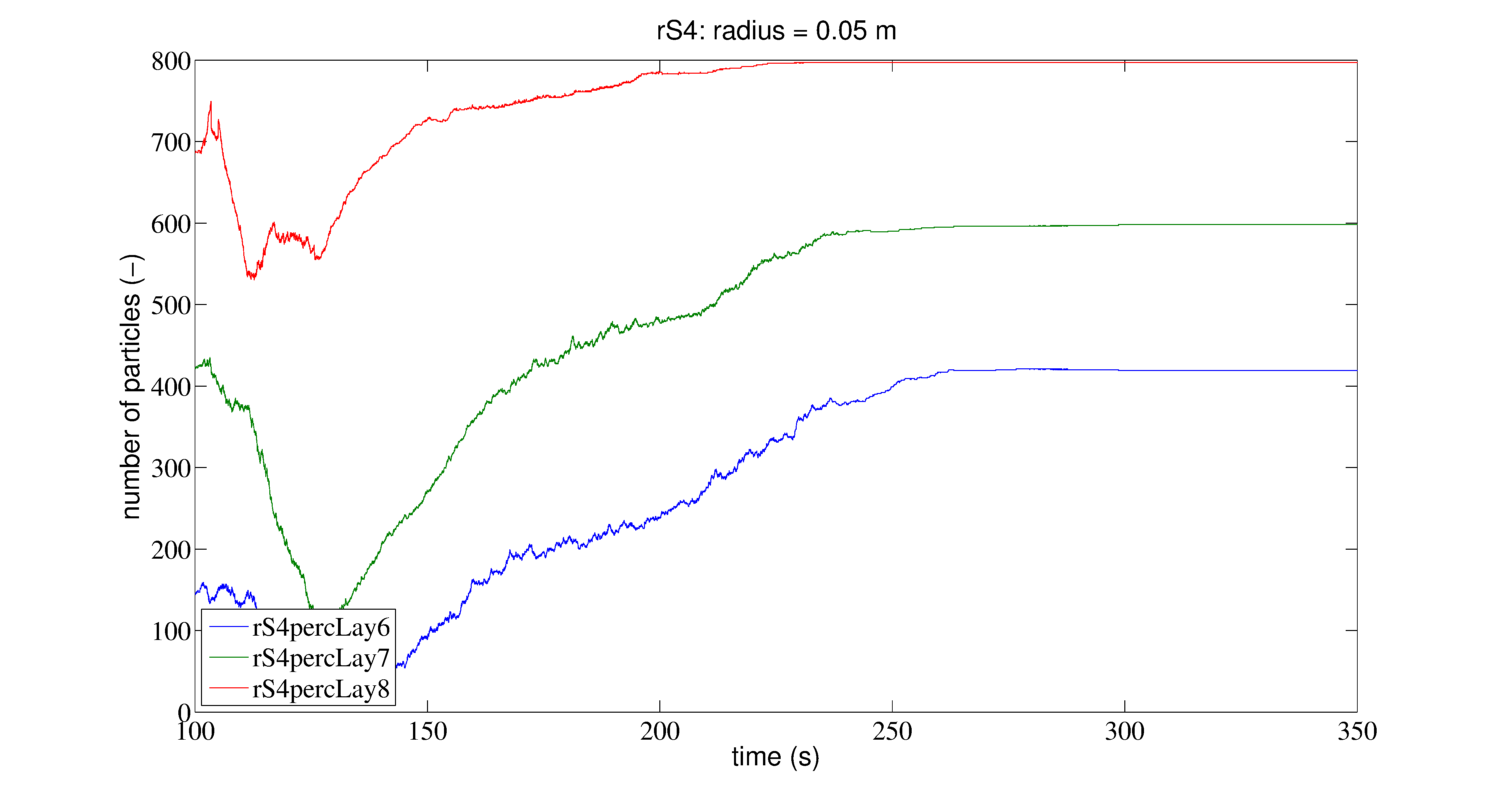 rS4: radius = 0.05 m
number of particles (−)
800
700
600
500
400
300
200
100
0
rS4percLay6
rS4percLay7
rS4percLay8
100 150 200 250 300 350
time (s)